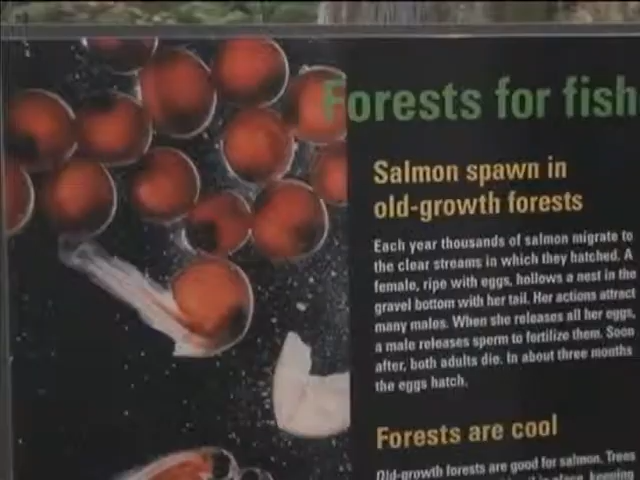 Forests for fish
Salmon spawn in
old-growth forests
Each year thousands of salmon migrate to
the clear streams in which they hatched. A
female, ripe with eggs, hollows a nest in the
gravel bottom with her tail. Her actions attract
many males. When she releases all her eggs,
a male releases sperm to fertilize them. Soon
after, both adults die. In about three months
the eggs hatch.
Forests are cool
Old-growth forests are good for salmon. Trees
in place, keeping